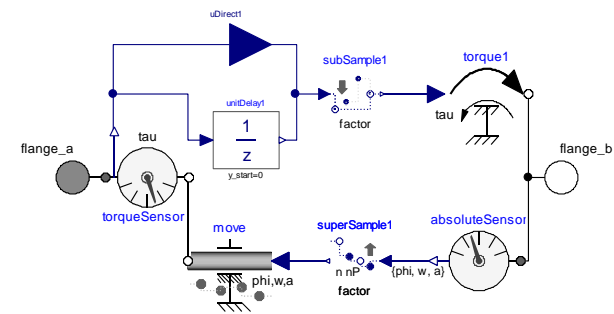 uDirect1
subSample1
torque1
unitDelay1
1
z
y_start=0
factor
tau
flange_a
tau
flange_b
torqueSensor
move
superSample1
absoluteSensor
phi,w,a
n nP
{phi, w, a}
factor